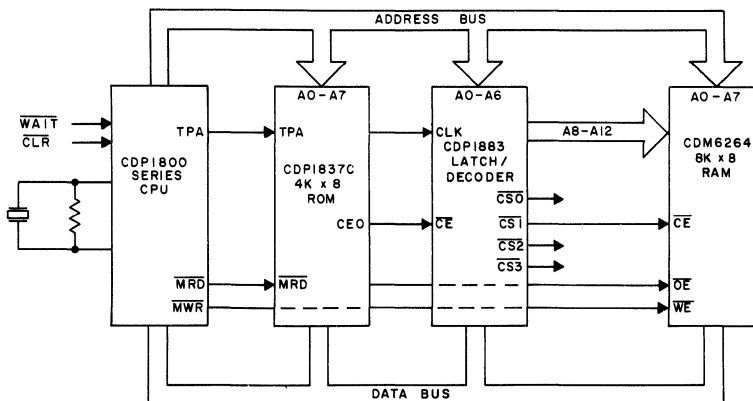 ADDRESS BUS
A0-A7
A0-A6
A0-A7
WAIT
CLR
TPA
TPA
CLK
A8-A12
CDP1800
SERIES
CPU
CDP1837C
4K x 8
ROM
CDP1883
LATCH/
DECODER
CDM6264
8K x 8
RAM
CS0
CEO
CE
CS1
CE
CS2
CS3
MRD
MRD
OE
MWR
WE
DATA BUS